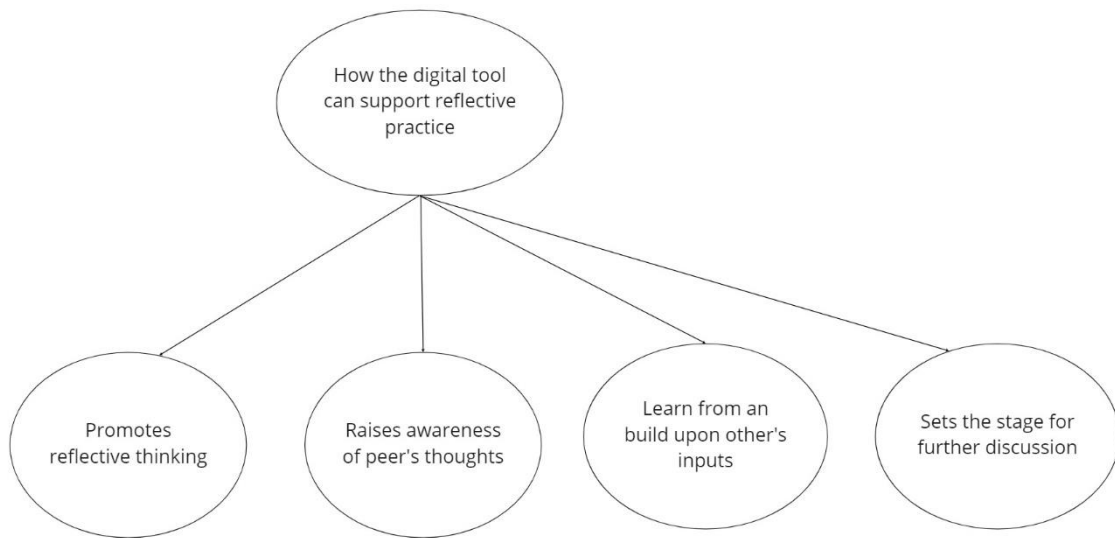 How the digital tool
can support reflective
practice
Promotes
reflective thinking
Raises awareness
of peer's thoughts
Learn from an
build upon other's
inputs
Sets the stage for
further discussion